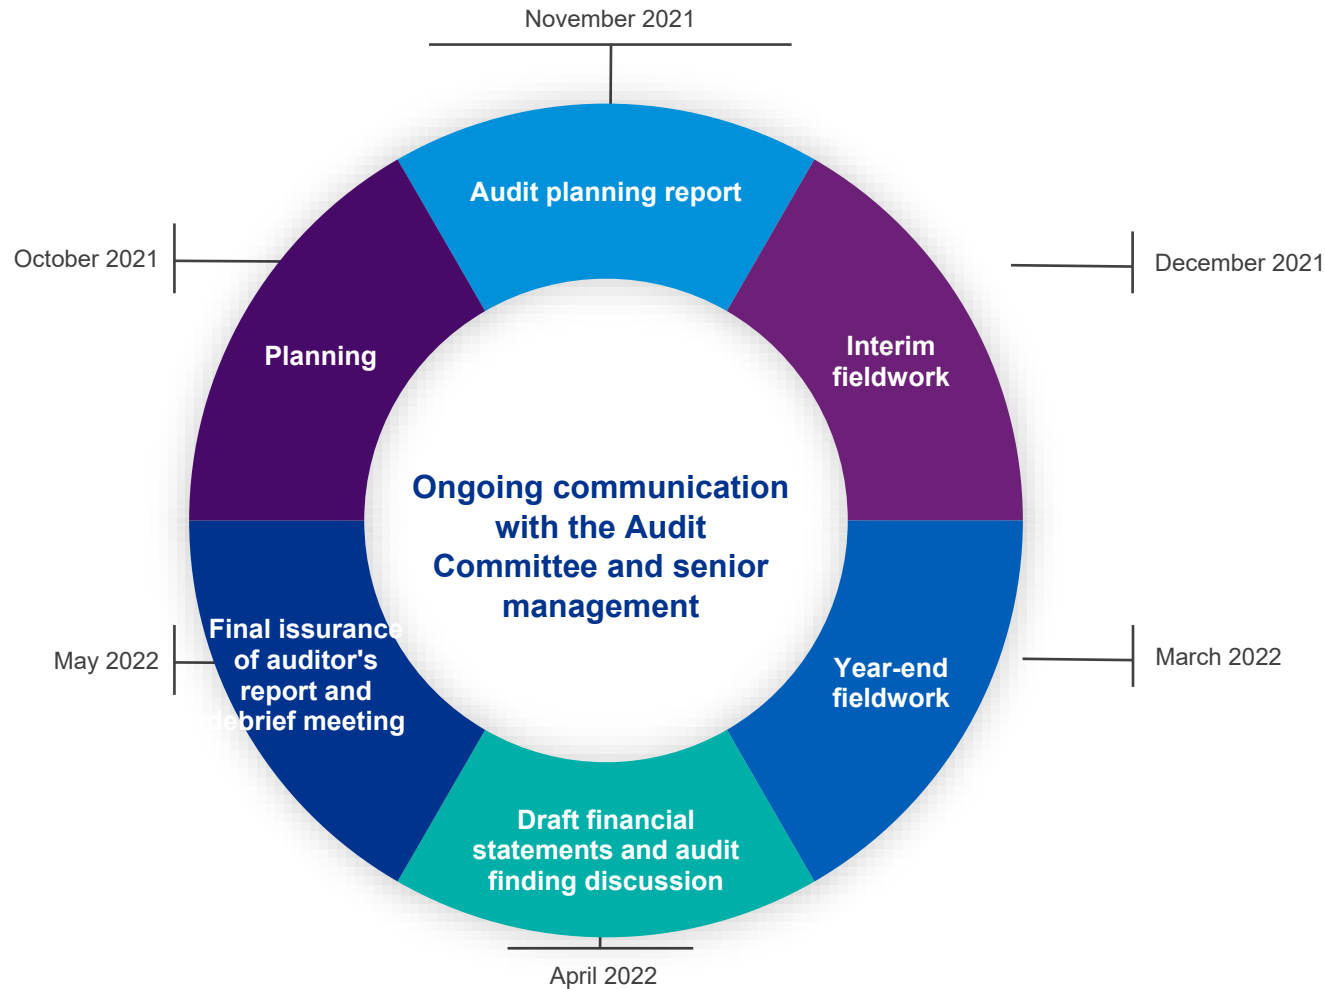 November 2021
Audit planning report
October 2021
December 2021
Planning
Interim
fieldwork
Ongoing communication
with the Audit
Committee and senior
management
Final issurance
of auditor's
report and
debrief meeting
May 2022
Year-end
fieldwork
March 2022
Draft financial
statements and audit
finding discussion
April 2022